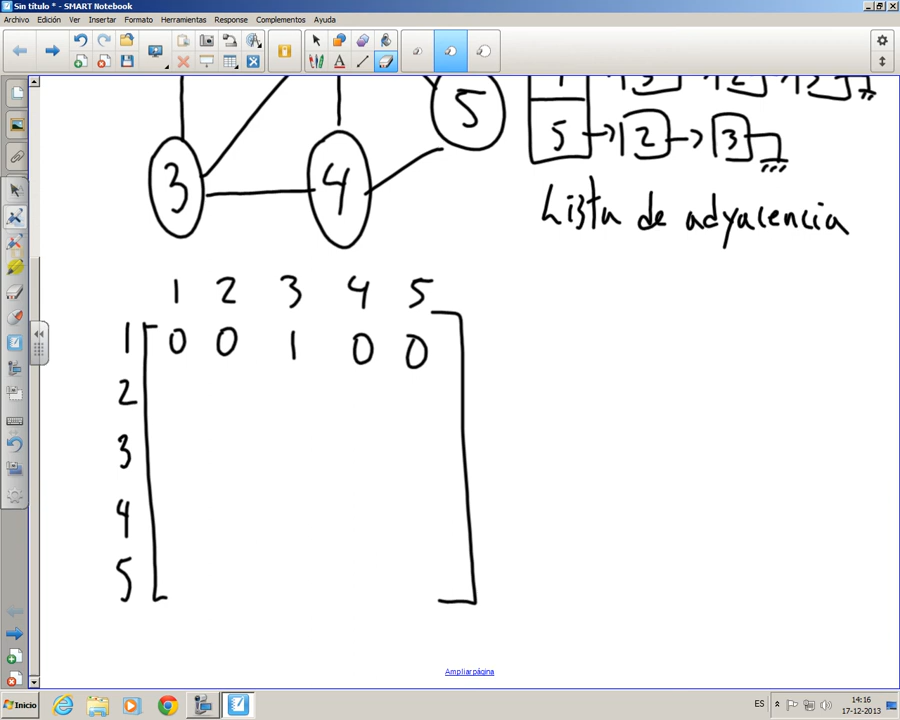 Sin título * - SMART Notebook
Archivo Edición Ver Insertar Formato Herramientas Response Complementos Ayuda
5
5 2 3
3 4
Lista de adyacencia
1 2 3 4 5
1 0 0 1 0 0
2
3
4
5
Ampliar página
Inicio
ES
14:16
17-12-2013